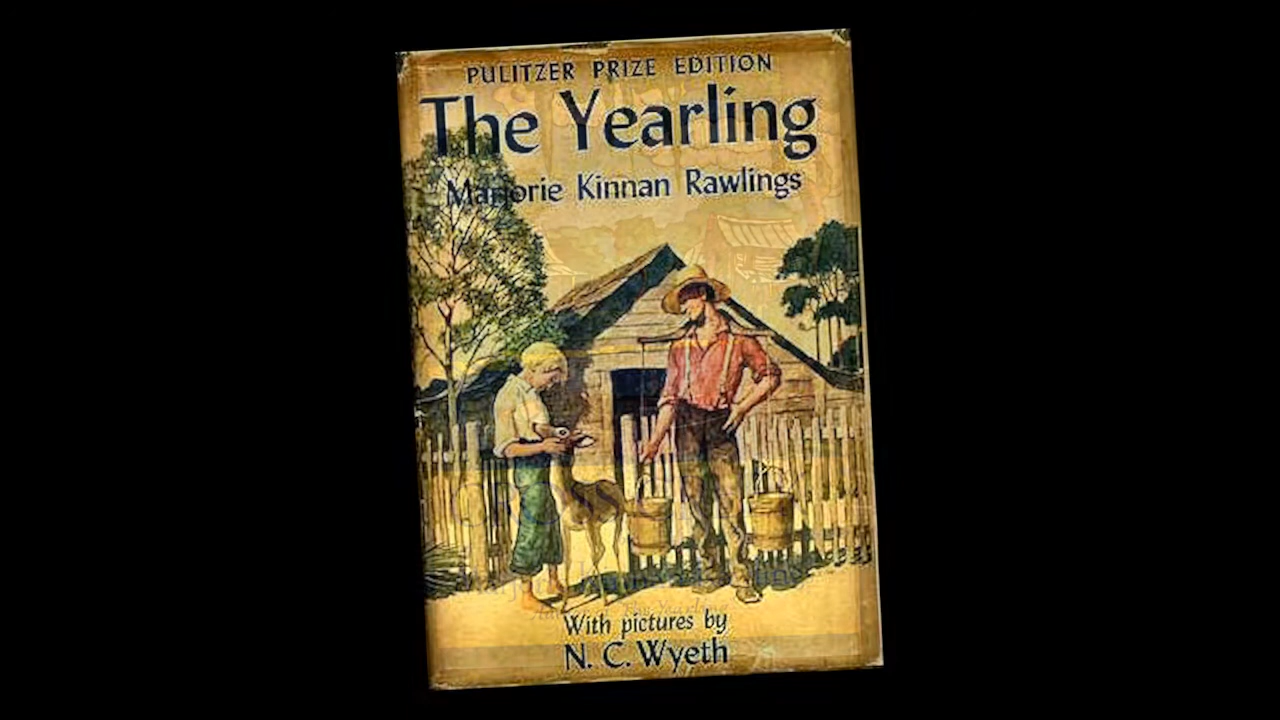 PULITZER PRIZE EDITION
The Yearling
Marjorie Kinnan Rawlings
With pictures by
N. C. Wyeth